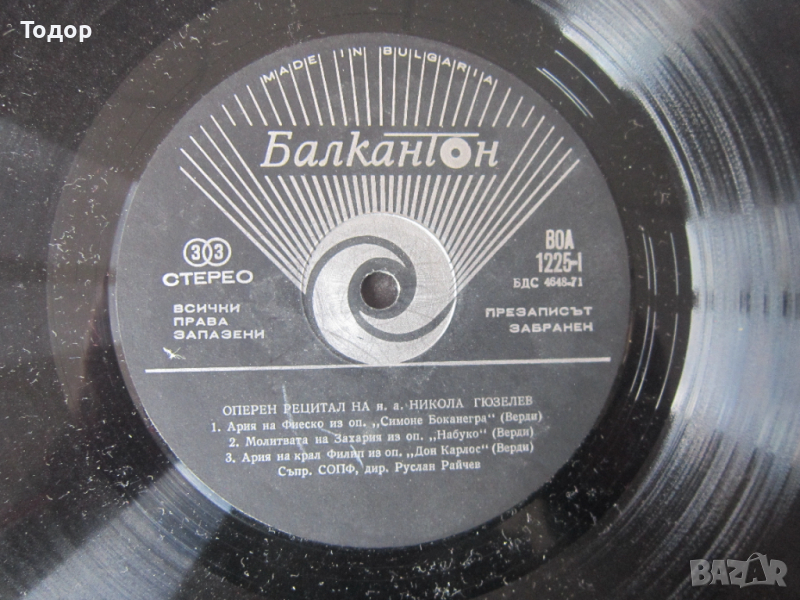 Тодор
MADE IN BULGARIA
Балкантон
33
СТЕРЕО
ВСИЧКИ
ПРАВА
ЗАПАЗЕНИ
ВОА
1225-I
БДС 4648-71
ПРЕЗАПИСЪТ
ЗАБРАНЕН
ОПЕРЕН РЕЦИТАЛ НА н. а. НИКОЛА ГЮЗЕЛЕВ
1. Ария на Фиеско из оп. „Симоне Боканегра" (Верди)
2. Молитвата на Захария из оп. „Набуко" (Верди)
3. Ария на крал Филип из оп. „Дон Карлос" (Верди)
Съпр. СОПФ, дир. Руслан Райчев
BAZAR